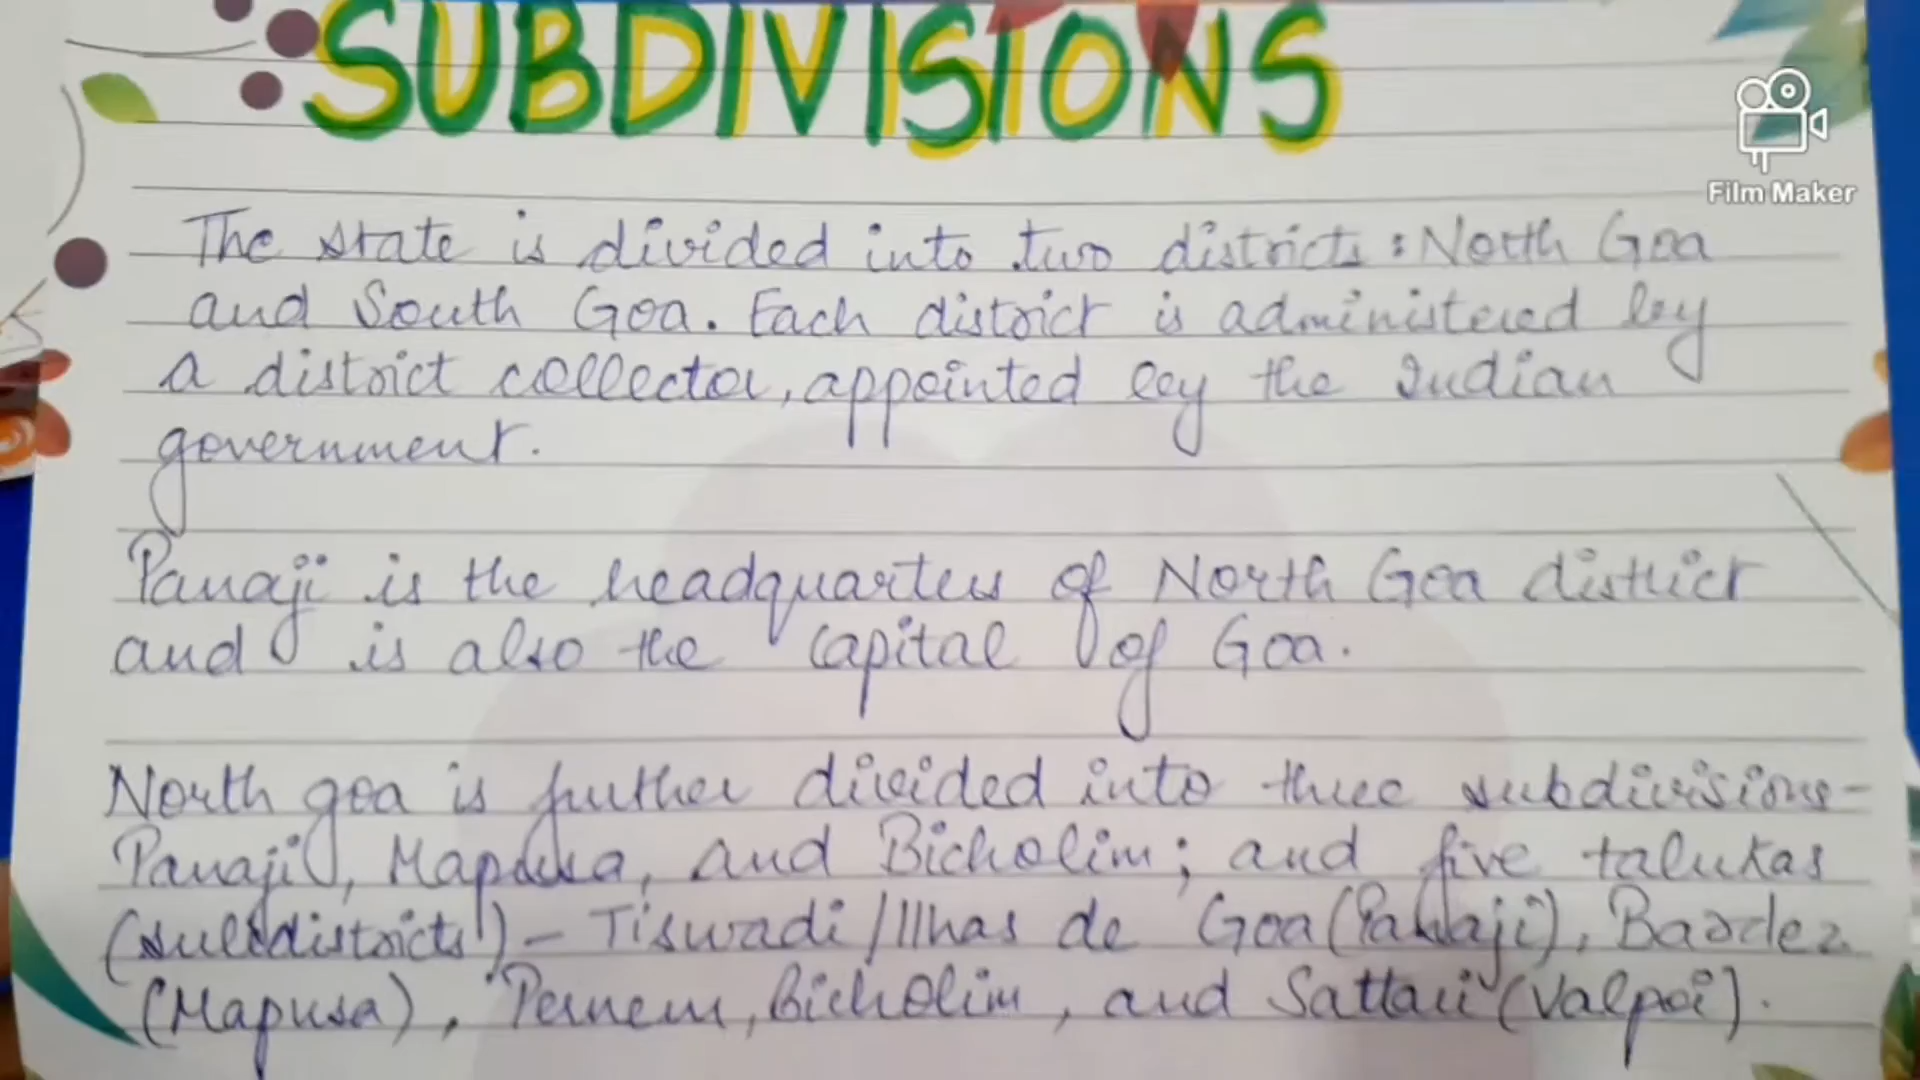 SUBDIVISIONS
Film Maker
The state is divided into two districts : North Goa
and South Goa. Each district is administered by
a district collector, appointed by the Indian
government.
Panaji is the headquarters of North Goa district
and is also the capital of Goa.
North goa is further divided into three subdivisions-
Panaji, Mapusa, and Bicholim; and five talukas
(subdistricts) - Tiswadi/Ilhas de Goa (Panaji), Bardez
(Mapusa), Pernem, Bicholim, and Sattari (Valpoi).